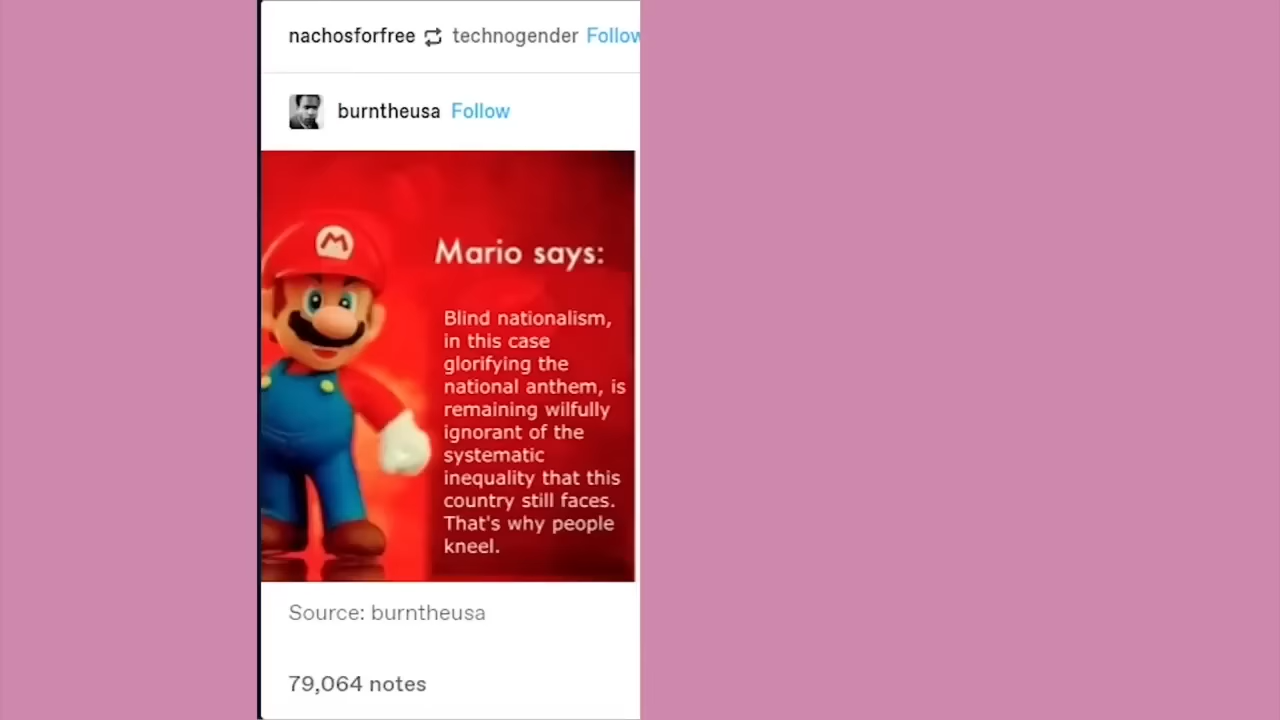 nachosforfree technogender Follow
burntheusa Follow
M
Mario says:
Blind nationalism,
in this case
glorifying the
national anthem, is
remaining wilfully
ignorant of the
systematic
inequality that this
country still faces.
That's why people
kneel.
Source: burntheusa
79,064 notes